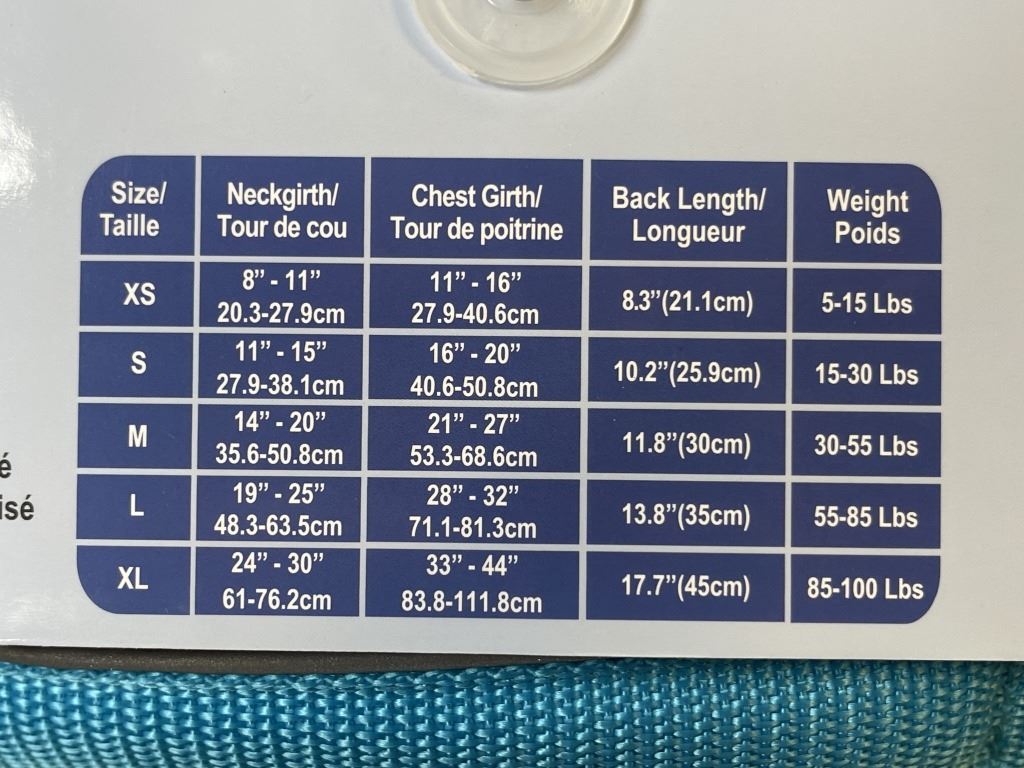 Size/
Taille
Neckgirth/
Tour de cou
Chest Girth/
Tour de poitrine
Back Length/
Longueur
Weight
Poids
XS
8” - 11”
20.3-27.9cm
11” - 16”
27.9-40.6cm
8.3”(21.1cm)
5-15 Lbs
S
11” - 15”
27.9-38.1cm
16” - 20”
40.6-50.8cm
10.2”(25.9cm)
15-30 Lbs
M
14” - 20”
35.6-50.8cm
21” - 27”
53.3-68.6cm
11.8”(30cm)
30-55 Lbs
L
19” - 25”
48.3-63.5cm
28” - 32”
71.1-81.3cm
13.8”(35cm)
55-85 Lbs
XL
24” - 30”
61-76.2cm
33” - 44”
83.8-111.8cm
17.7”(45cm)
85-100 Lbs
é
isé